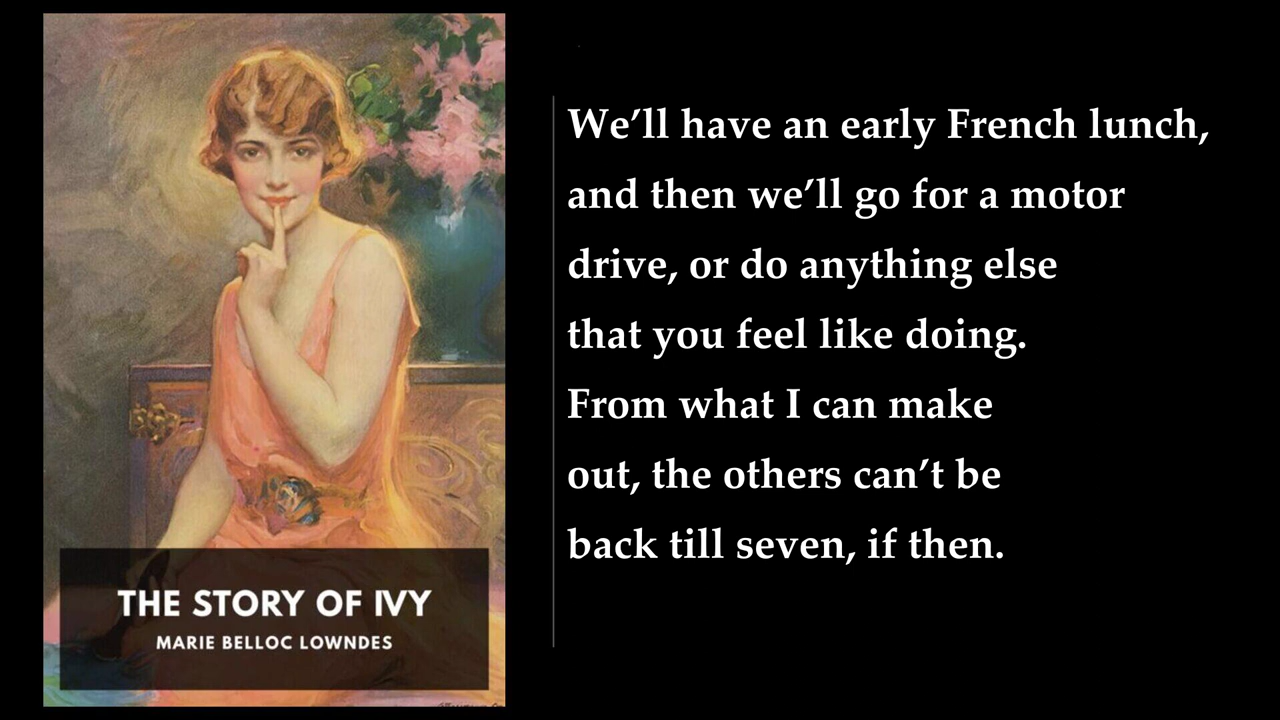 THE STORY OF IVY
MARIE BELLOC LOWNDES
We’ll have an early French lunch,
and then we’ll go for a motor
drive, or do anything else
that you feel like doing.
From what I can make
out, the others can’t be
back till seven, if then.